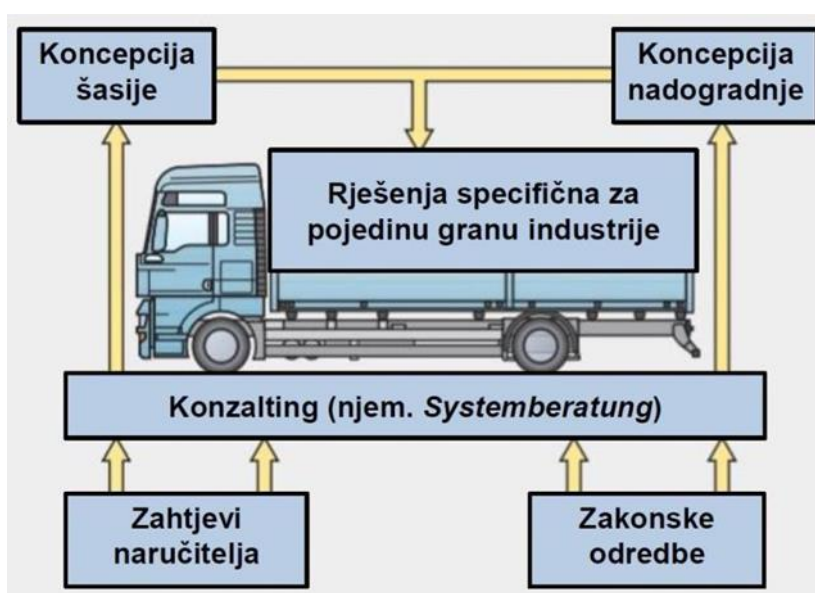 Koncepcija
šasije
Koncepcija
nadogradnje
Rješenja specifična za
pojedinu granu industrije
Konzalting (njem. Systemberatung)
Zahtjevi
naručitelja
Zakonske
odredbe